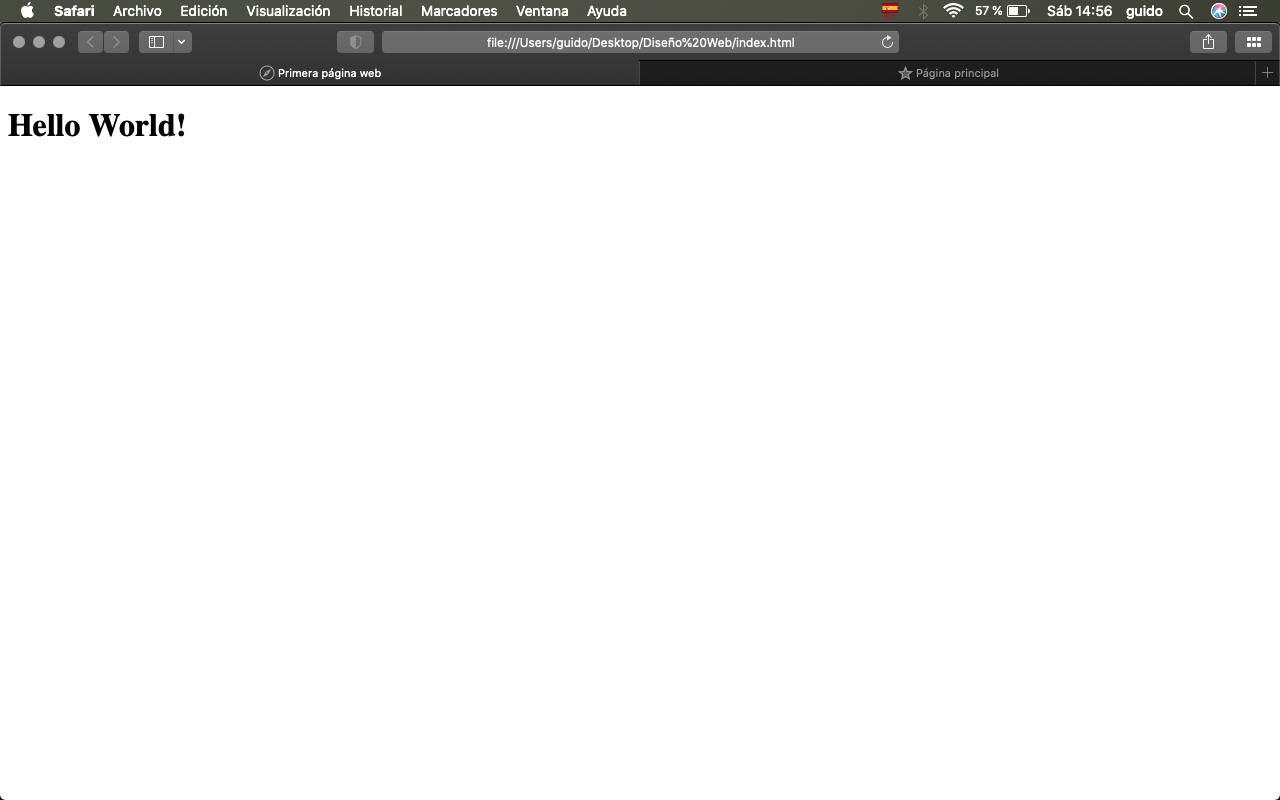 Safari Archivo Edición Visualización Historial Marcadores Ventana Ayuda 57 % Sáb 14:56 guido
file:///Users/guido/Desktop/Diseño%20Web/index.html
Primera página web Página principal
Hello World!